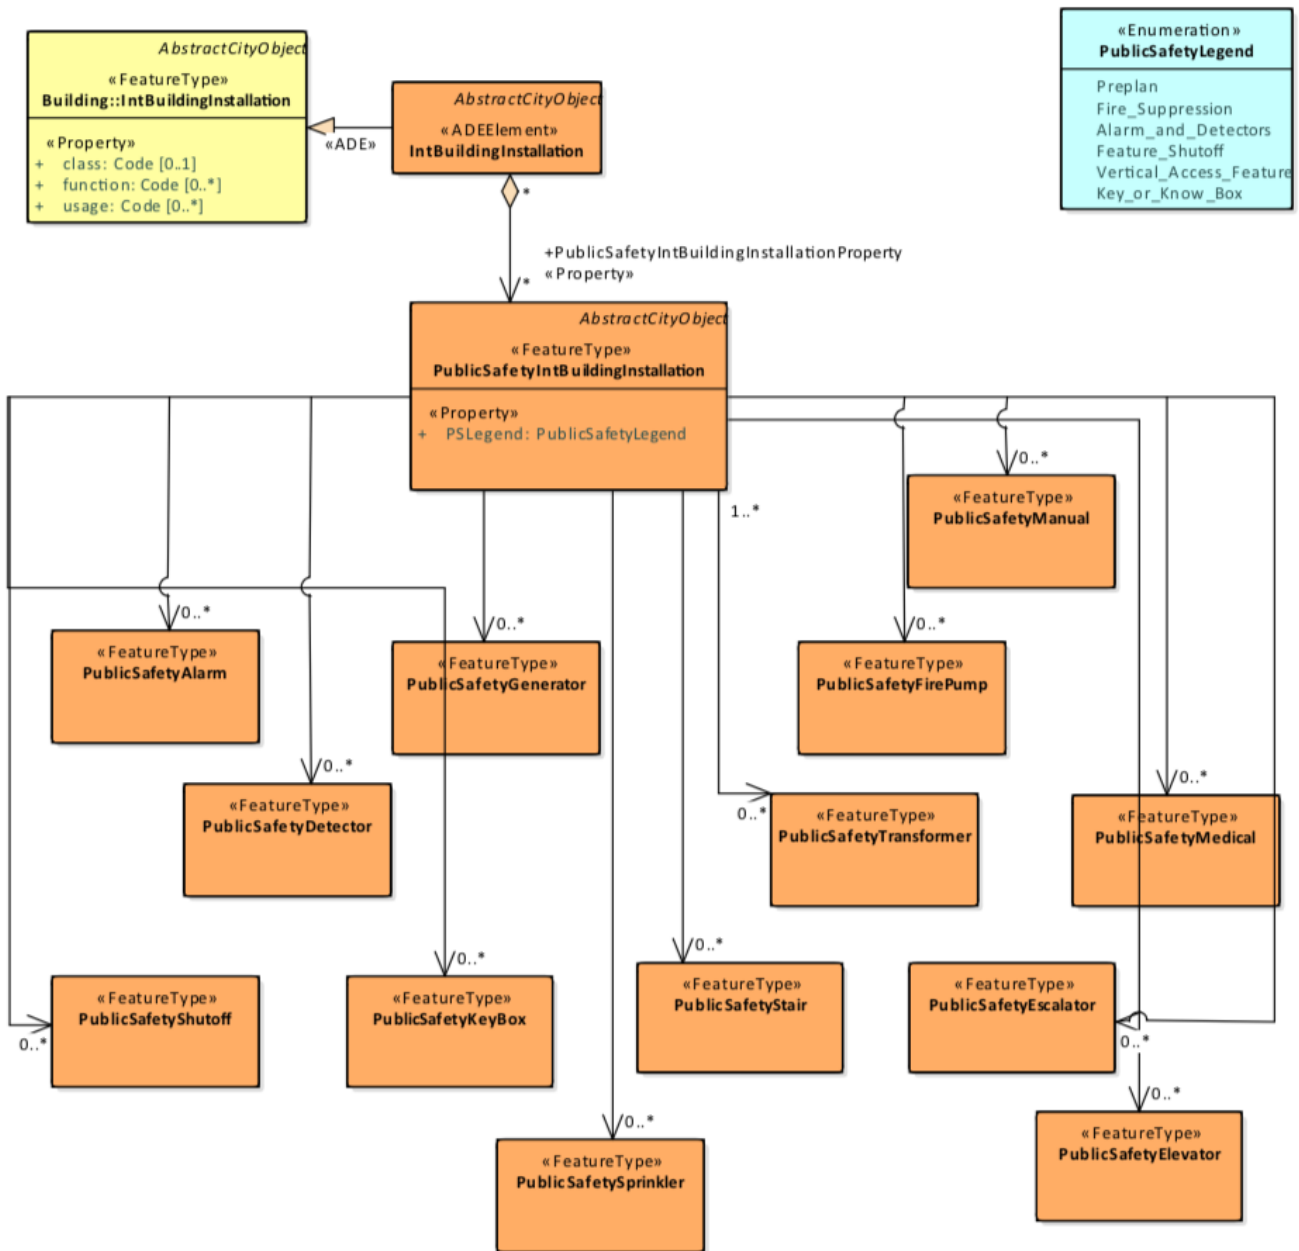 AbstractCityObject
«FeatureType»
Building::IntBuildingInstallation
«Property»
+ class: Code [0..1]
+ function: Code [0..*]
+ usage: Code [0..*]
«ADE»
AbstractCityObject
«ADEElement»
IntBuildingInstallation
*
«Enumeration»
PublicSafetyLegend
Preplan
Fire_Suppression
Alarm_and_Detectors
Feature_Shutoff
Vertical_Access_Feature
Key_or_Know_Box
+PublicSafetyIntBuildingInstallationProperty
«Property»
*
AbstractCityObject
«FeatureType»
PublicSafetyIntBuildingInstallation
«Property»
+ PSLegend: PublicSafetyLegend
1..*
0..*
«FeatureType»
PublicSafetyManual
0..*
«FeatureType»
PublicSafetyAlarm
0..*
«FeatureType»
PublicSafetyGenerator
0..*
«FeatureType»
PublicSafetyFirePump
0..*
«FeatureType»
PublicSafetyDetector
0..*
«FeatureType»
PublicSafetyTransformer
0..*
«FeatureType»
PublicSafetyMedical
0..*
«FeatureType»
PublicSafetyShutoff
0..*
«FeatureType»
PublicSafetyKeyBox
0..*
«FeatureType»
PublicSafetyStair
«FeatureType»
PublicSafetyEscalator
0..*
0..*
«FeatureType»
PublicSafetySprinkler
0..*
«FeatureType»
PublicSafetyElevator